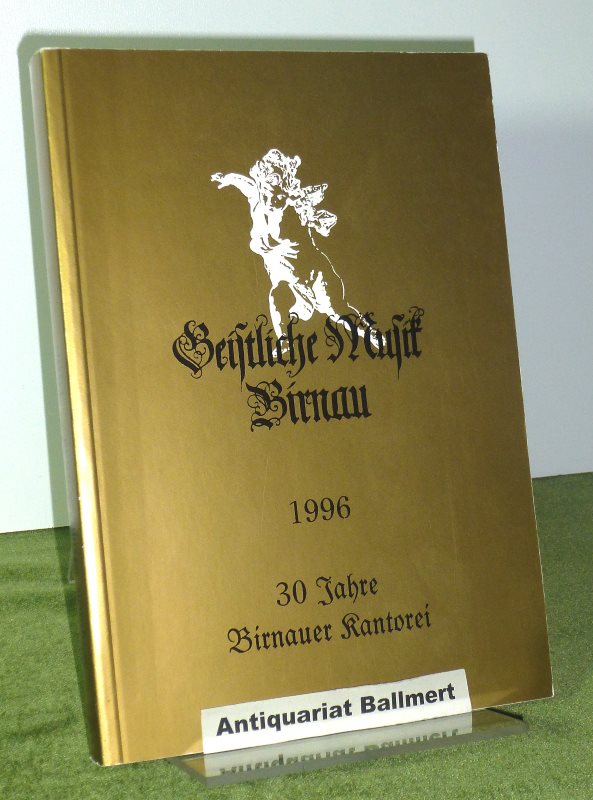 Geistliche Musik
Birnau
1996
30 Jahre
Birnauer Kantorei
Antiquariat Ballmert